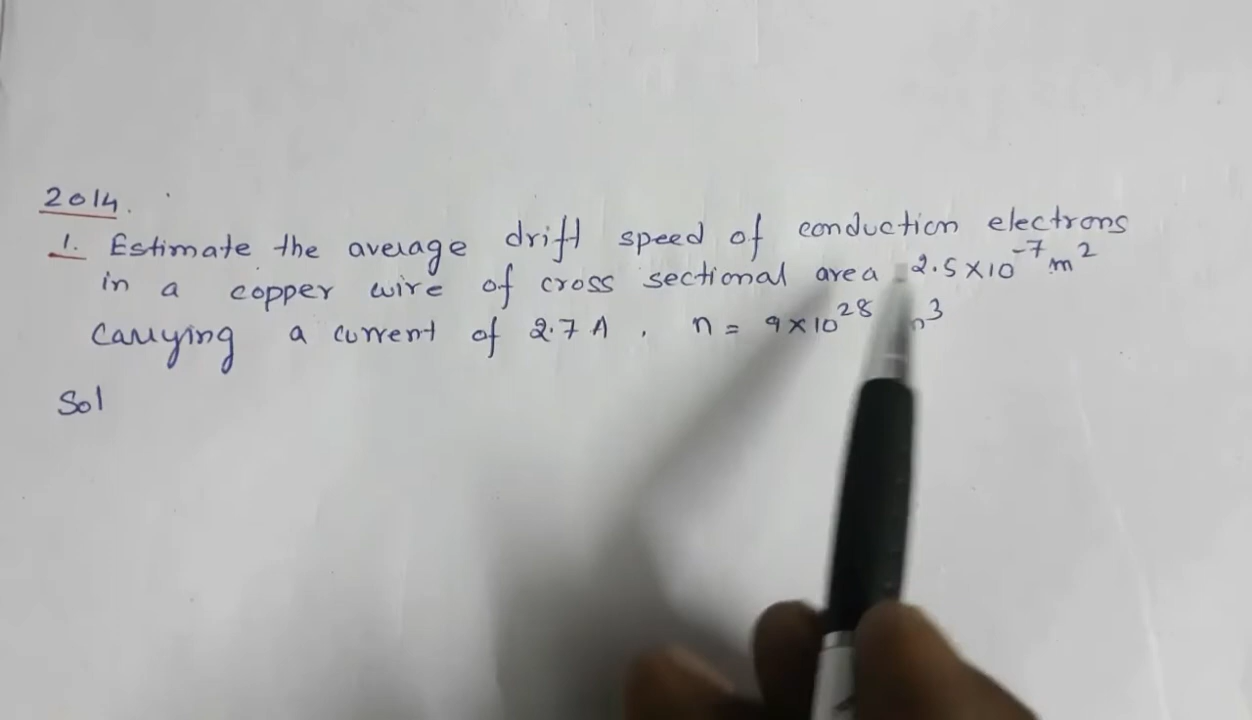 2014.
1. Estimate the average drift speed of conduction electrons
in a copper wire of cross sectional area 2.5×10⁻⁷ m²
carrying a current of 2.7 A . n = 9×10²⁸ m³
Sol